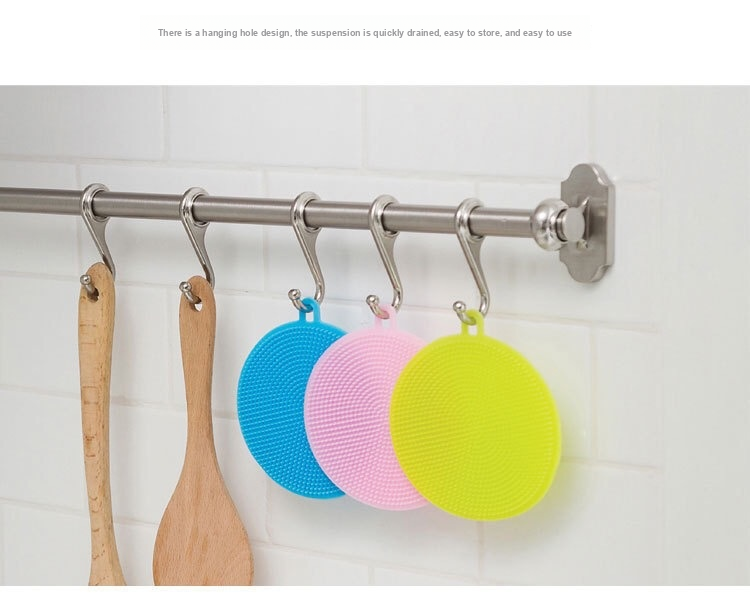 There is a hanging hole design, the suspension is quickly drained, easy to store, and easy to use